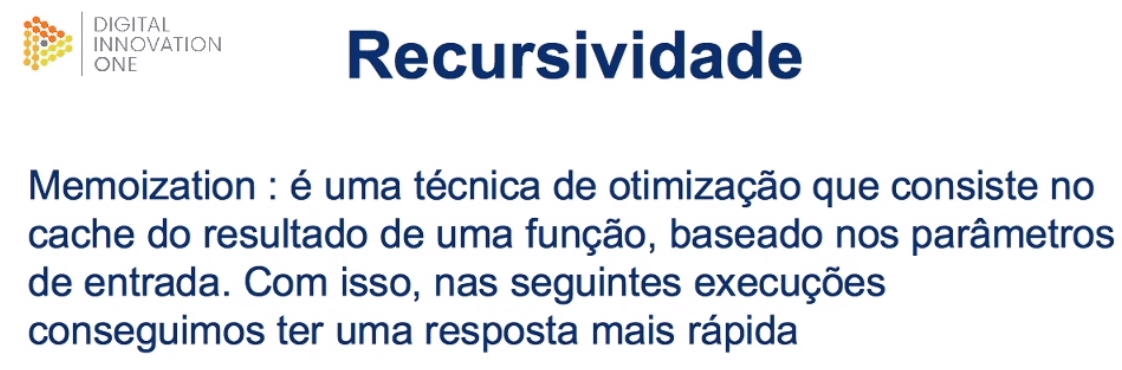 DIGITAL
INNOVATION
ONE
Recursividade
Memoization : é uma técnica de otimização que consiste no
cache do resultado de uma função, baseado nos parâmetros
de entrada. Com isso, nas seguintes execuções
conseguimos ter uma resposta mais rápida